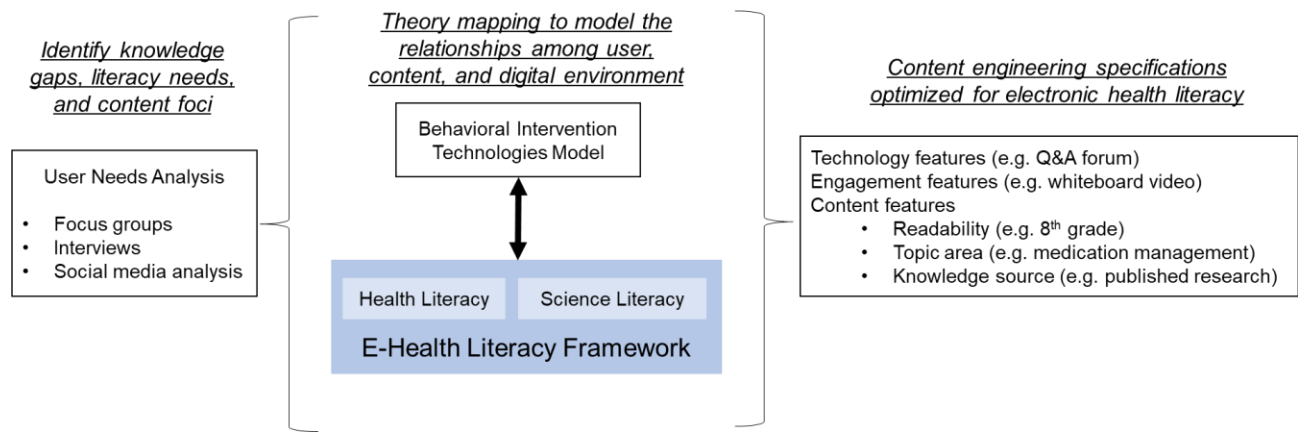 Identify knowledge
gaps, literacy needs,
and content foci
User Needs Analysis
• Focus groups
• Interviews
• Social media analysis
Theory mapping to model the
relationships among user,
content, and digital environment
Behavioral Intervention
Technologies Model
Health Literacy
Science Literacy
E-Health Literacy Framework
Content engineering specifications
optimized for electronic health literacy
Technology features (e.g. Q&A forum)
Engagement features (e.g. whiteboard video)
Content features
• Readability (e.g. 8th grade)
• Topic area (e.g. medication management)
• Knowledge source (e.g. published research)